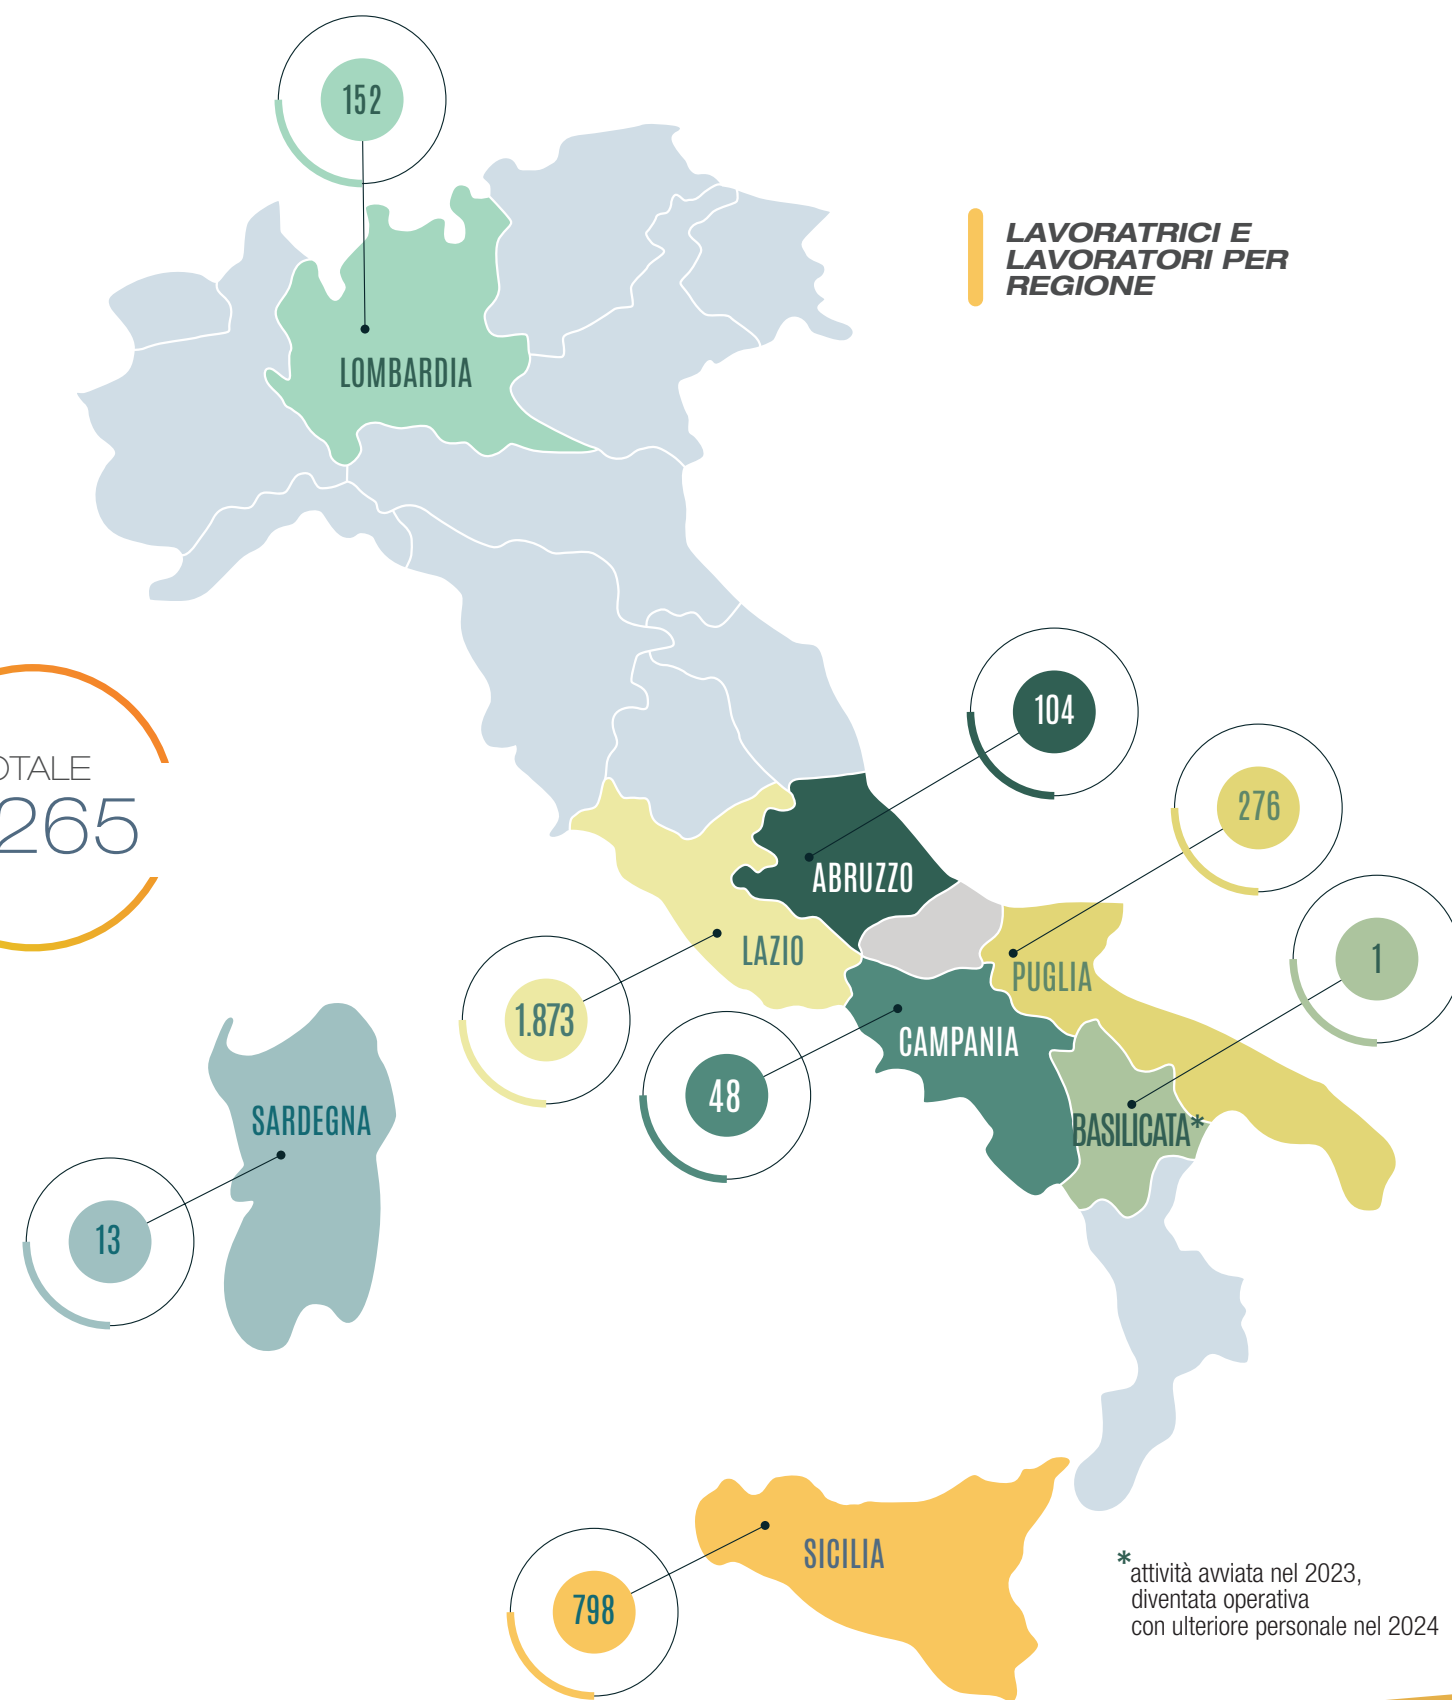 152
LAVORATRICI E
LAVORATORI PER
REGIONE
LOMBARDIA
104
OTALE
265
276
ABRUZZO
LAZIO
PUGLIA
1
1.873
CAMPANIA
48
SARDEGNA
BASILICATA*
13
SICILIA
798
*attività avviata nel 2023,
diventata operativa
con ulteriore personale nel 2024